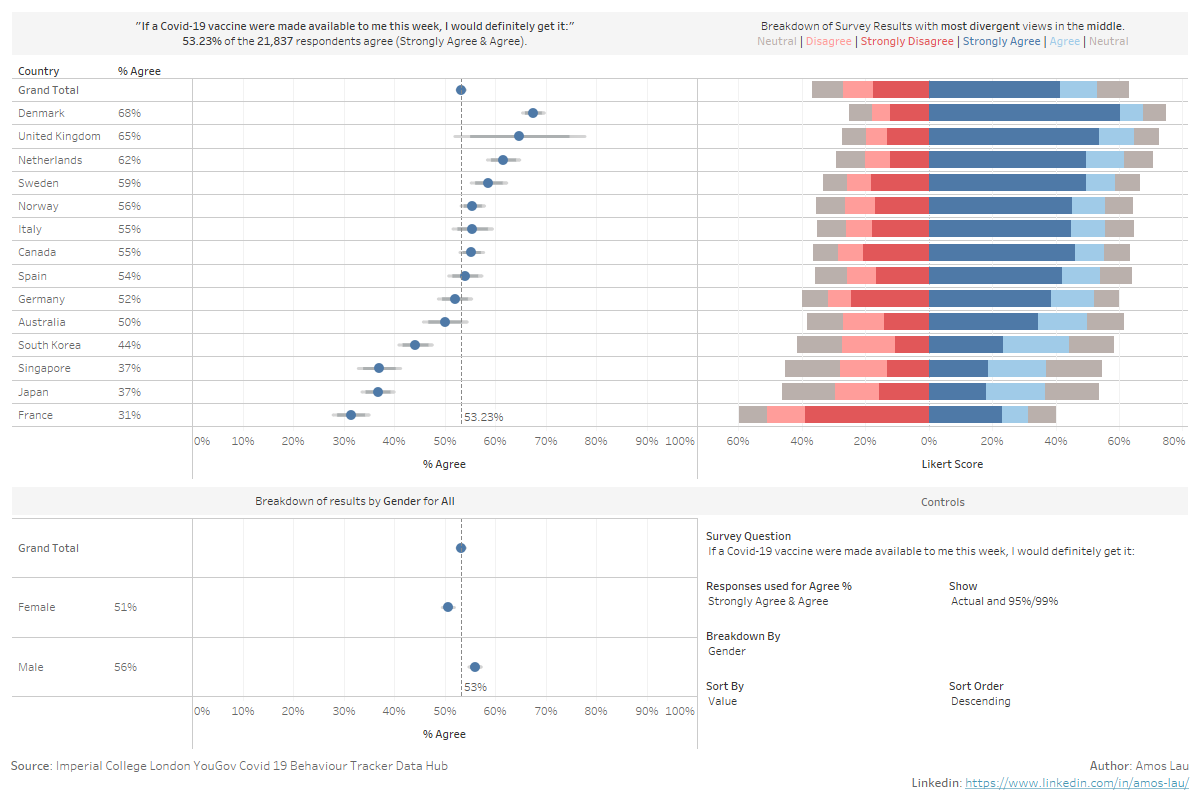 "If a Covid-19 vaccine were made available to me this week, I would definitely get it:"
53.23% of the 21,837 respondents agree (Strongly Agree & Agree).
Breakdown of Survey Results with most divergent views in the middle.
Neutral | Disagree | Strongly Disagree | Strongly Agree | Agree | Neutral
Country % Agree
Grand Total
Denmark 68%
United Kingdom 65%
Netherlands 62%
Sweden 59%
Norway 56%
Italy 55%
Canada 55%
Spain 54%
Germany 52%
Australia 50%
South Korea 44%
Singapore 37%
Japan 37%
France 31%
53.23%
0% 10% 20% 30% 40% 50% 60% 70% 80% 90% 100%
% Agree
60% 40% 20% 0% 20% 40% 60% 80%
Likert Score
Breakdown of results by Gender for All
Grand Total
Female 51%
Male 56%
53%
0% 10% 20% 30% 40% 50% 60% 70% 80% 90% 100%
% Agree
Controls
Survey Question
If a Covid-19 vaccine were made available to me this week, I would definitely get it:
Responses used for Agree % Show
Strongly Agree & Agree Actual and 95%/99%
Breakdown By
Gender
Sort By Sort Order
Value Descending
Source: Imperial College London YouGov Covid 19 Behaviour Tracker Data Hub
Author: Amos Lau
Linkedin: https://www.linkedin.com/in/amos-lau/